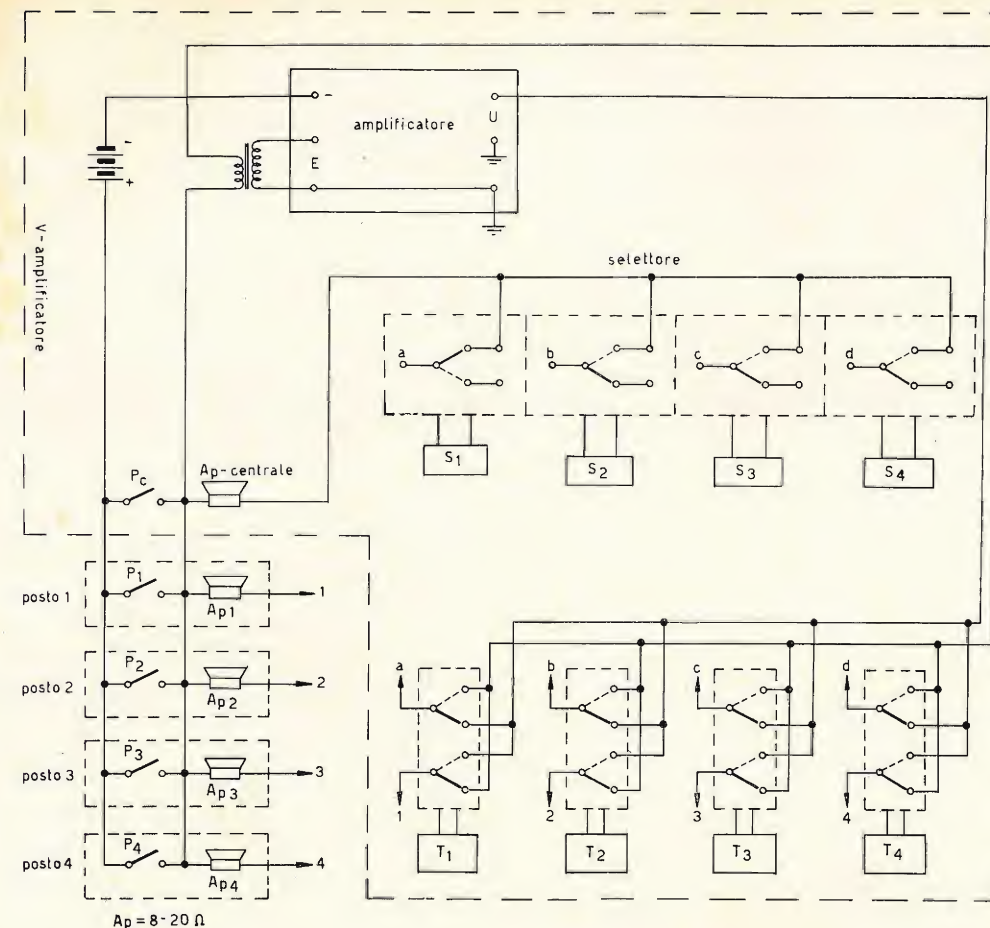 -
+
V-amplificatore
-
E
amplificatore
U
selettore
a
b
c
d
S1
S2
S3
S4
Pc
Ap-centrale
posto 1
P1
Ap1
1
posto 2
P2
Ap2
2
posto 3
P3
Ap3
3
posto 4
P4
Ap4
4
a
b
c
d
1
2
3
4
T1
T2
T3
T4
Ap = 8-20 Ω